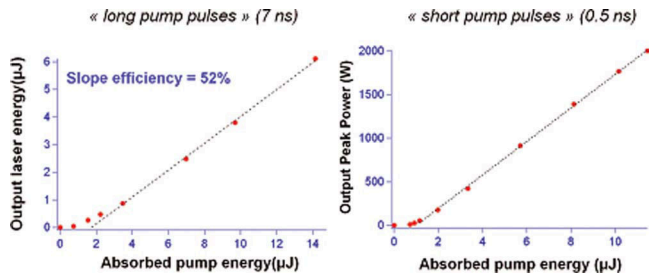 « long pump pulses » (7 ns)
Output laser energy(µJ)
6
5
4
3
2
1
0
Slope efficiency = 52%
0 2 4 6 8 10 12 14
Absorbed pump energy(µJ)
« short pump pulses » (0.5 ns)
Output Peak Power (W)
2000
1500
1000
500
0
0 2 4 6 8 10
Absorbed pump energy(µJ)